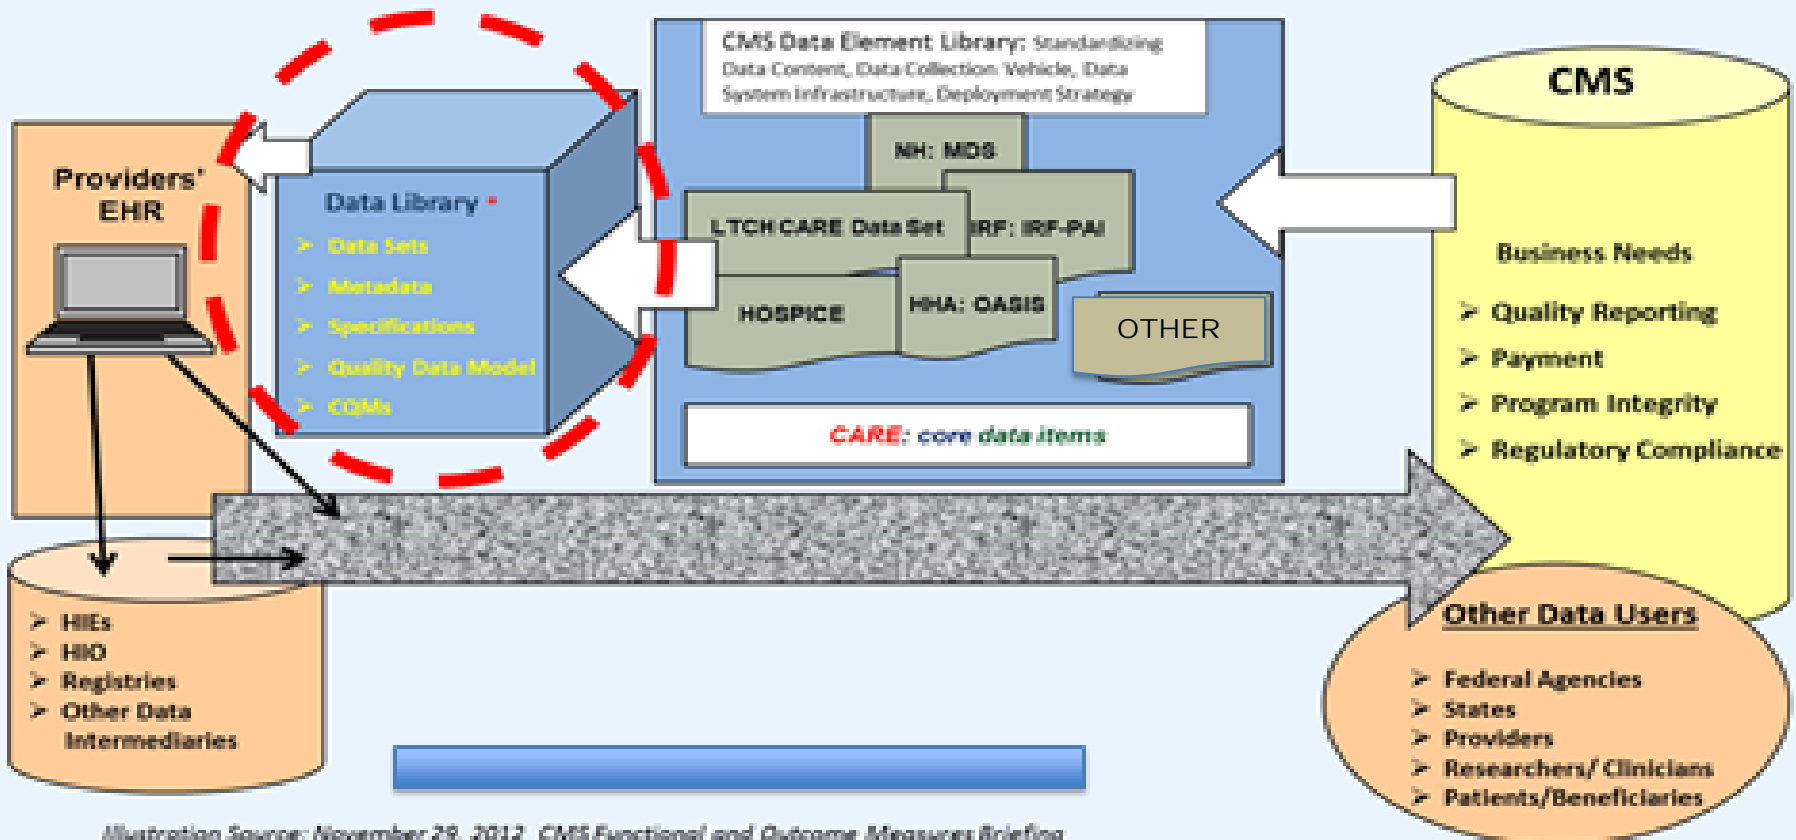 Providers'
EHR
Data Library *
Data Sets
Metadata
Specifications
Quality Data Model
CQMs
CMS Data Element Library: Standardizing
Data Content, Data Collection Vehicle, Data
System Infrastructure, Deployment Strategy
NH: MDS
LTCH CARE Data Set
IRF: IRF-PAI
HOSPICE
HHA: OASIS
OTHER
CARE: core data items
CMS
Business Needs
Quality Reporting
Payment
Program Integrity
Regulatory Compliance
HIEs
HIO
Registries
Other Data
Intermediaries
Other Data Users
Federal Agencies
States
Providers
Researchers/ Clinicians
Patients/Beneficiaries
Illustration Source: November 29, 2012 CMS Functional and Outcome Measures Briefing